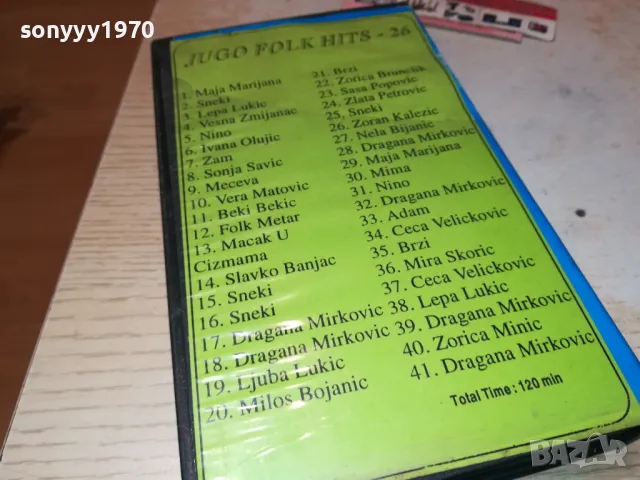 sonyyy1970
JUGO FOLK HITS - 26
1. Maja Marijana
2. Sneki
3. Lepa Lukic
4. Vesna Zmijanac
5. Nino
6. Ivana Olujic
7. Zam
8. Sonja Savic
9. Meceva
10. Vera Matovic
11. Beki Bekic
12. Folk Metar
13. Macak U
Cizmama
14. Slavko Banjac
15. Sneki
16. Sneki
17. Dragana Mirkovic
18. Dragana Mirkovic
19. Ljuba Lukic
20. Milos Bojanic
21. Brzi
22. Zorica Brunclik
23. Sasa Popovic
24. Zlata Petrovic
25. Sneki
26. Zoran Kalezic
27. Nela Bijanic
28. Dragana Mirkovic
29. Maja Marijana
30. Mima
31. Nino
32. Dragana Mirkovic
33. Adam
34. Ceca Velickovic
35. Brzi
36. Mira Skoric
37. Ceca Velickovic
38. Lepa Lukic
39. Dragana Mirkovic
40. Zorica Minic
41. Dragana Mirkovic
Total Time : 120 min
BAZAR